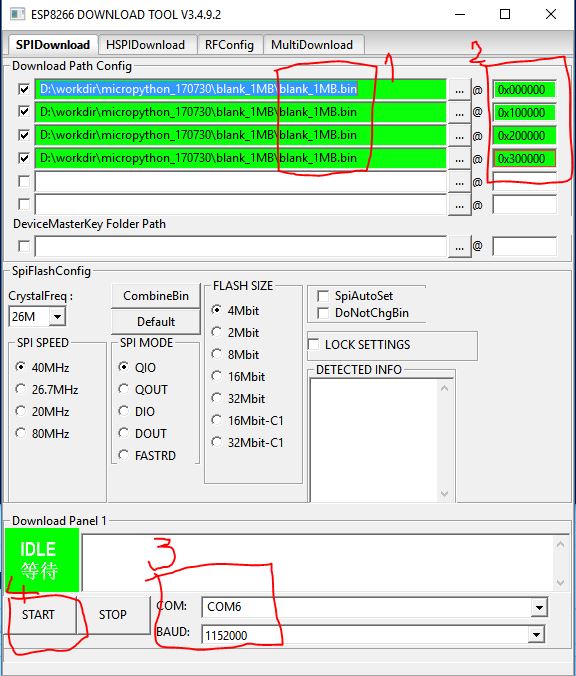 ESP8266 DOWNLOAD TOOL V3.4.9.2
SPIDownload HSPIDownload RFConfig MultiDownload
Download Path Config
1 2
D:\workdir\micropython_170730\blank_1MB\blank_1MB.bin ... @ 0x000000
D:\workdir\micropython_170730\blank_1MB\blank_1MB.bin ... @ 0x100000
D:\workdir\micropython_170730\blank_1MB\blank_1MB.bin ... @ 0x200000
D:\workdir\micropython_170730\blank_1MB\blank_1MB.bin ... @ 0x300000
... @
... @
DeviceMasterKey Folder Path
... @
SpiFlashConfig
CrystalFreq :
26M
CombineBin
Default
SPI SPEED
40MHz
26.7MHz
20MHz
80MHz
SPI MODE
QIO
QOUT
DIO
DOUT
FASTRD
FLASH SIZE
4Mbit
2Mbit
8Mbit
16Mbit
32Mbit
16Mbit-C1
32Mbit-C1
SpiAutoSet
DoNotChgBin
LOCK SETTINGS
DETECTED INFO
Download Panel 1
IDLE
等待
4
START
STOP
3
COM: COM6
BAUD: 1152000